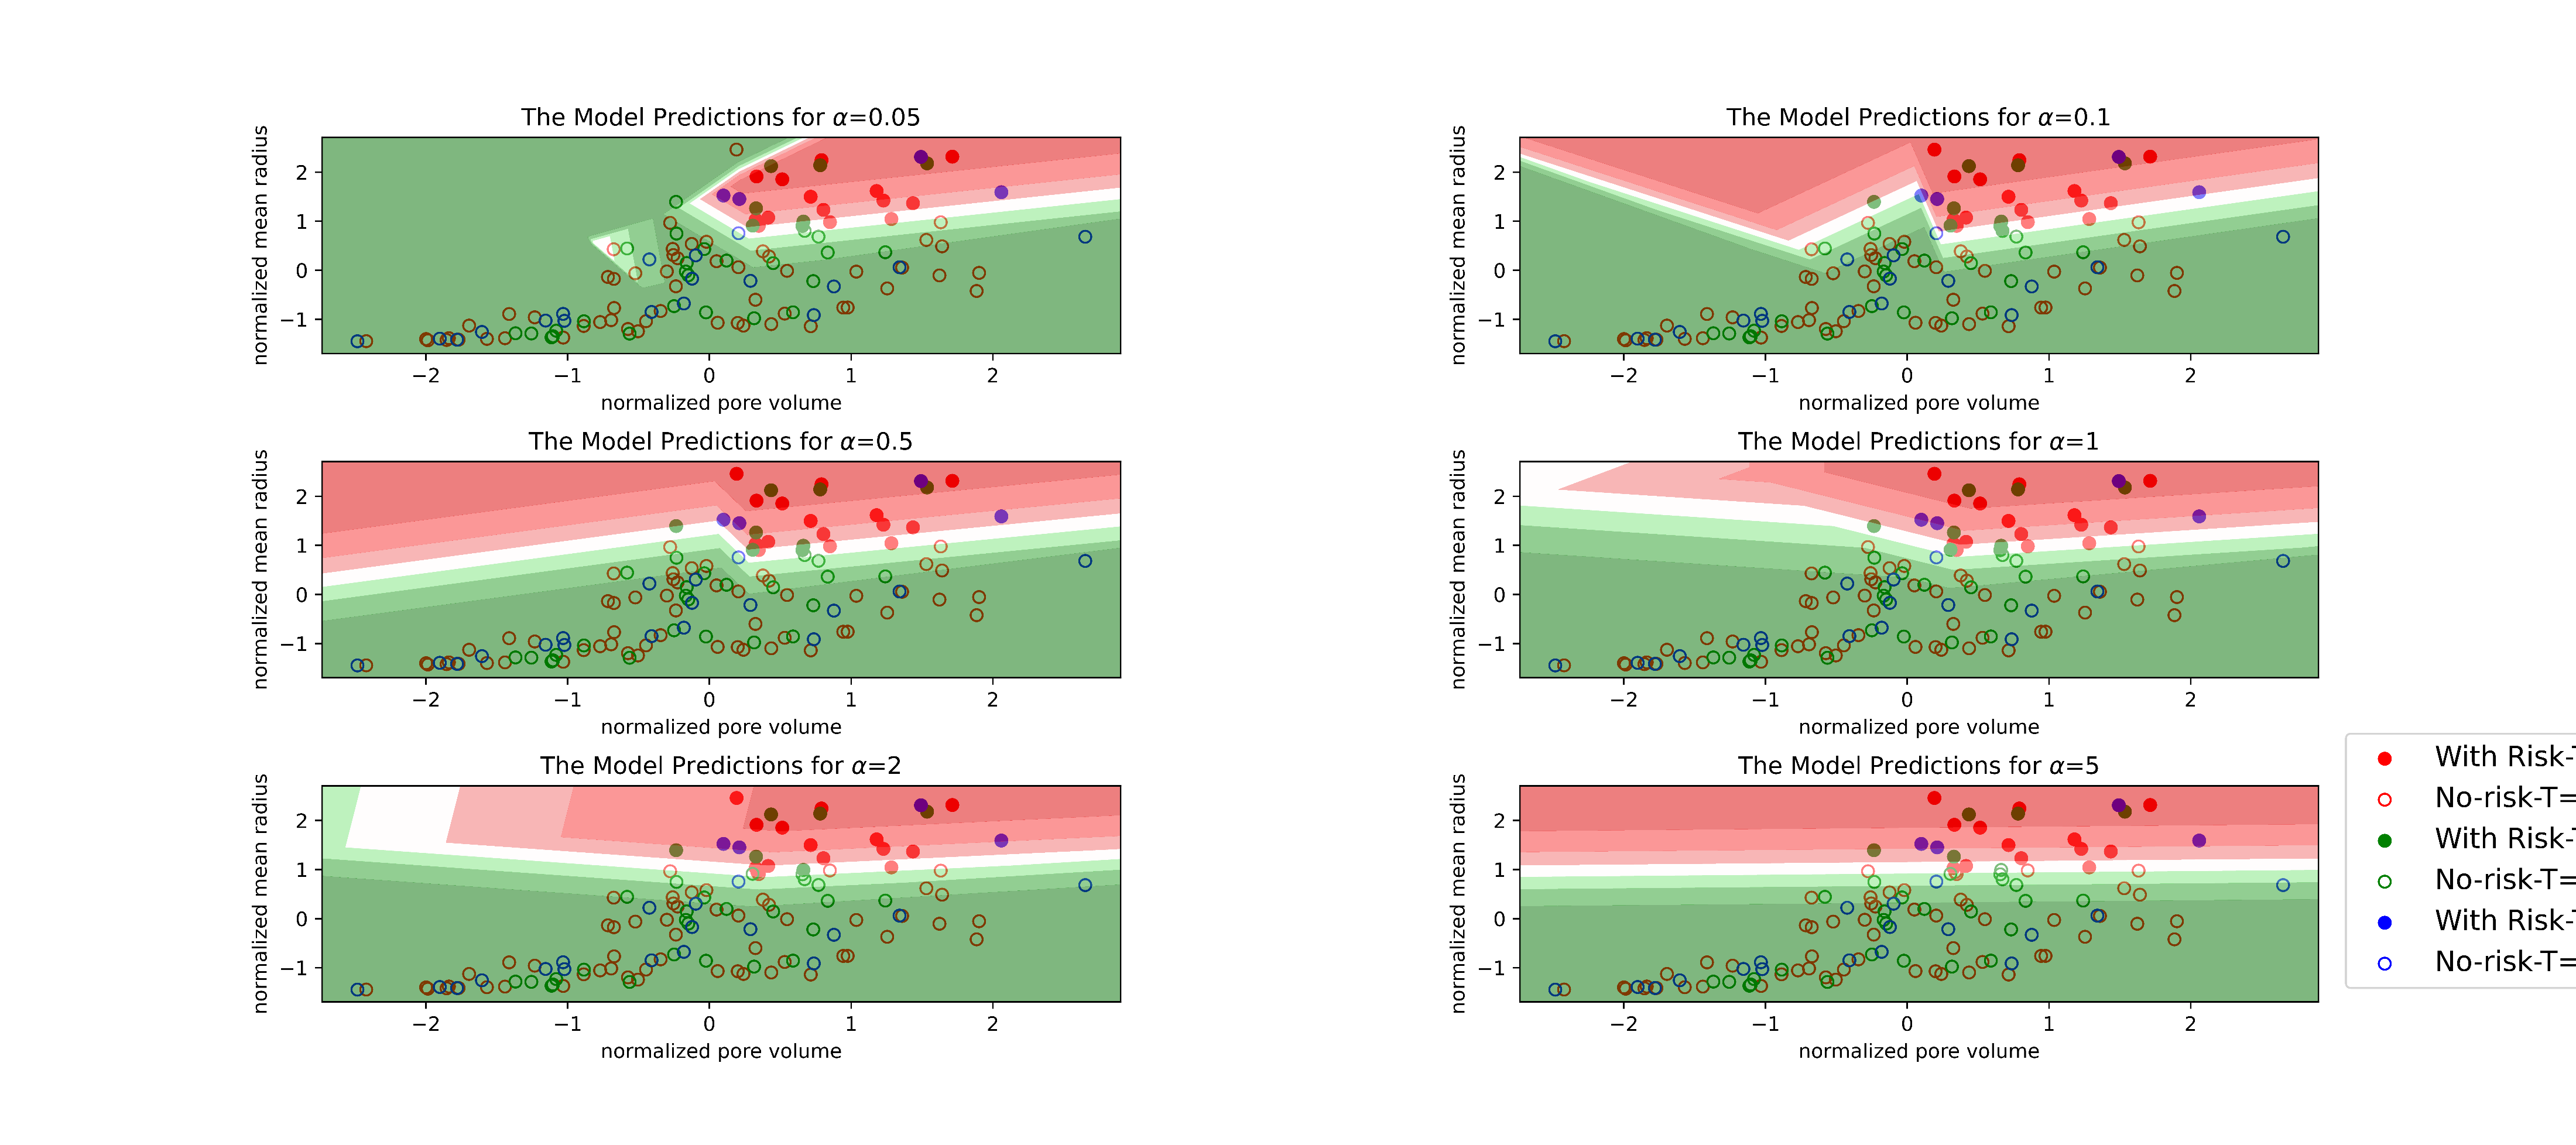 The Model Predictions for α=0.05
normalized mean radius
2
1
0
−1
−2
−1
0
1
2
normalized pore volume
The Model Predictions for α=0.1
normalized mean radius
2
1
0
−1
−2
−1
0
1
2
normalized pore volume
The Model Predictions for α=0.5
normalized mean radius
2
1
0
−1
−2
−1
0
1
2
normalized pore volume
The Model Predictions for α=1
normalized mean radius
2
1
0
−1
−2
−1
0
1
2
normalized pore volume
The Model Predictions for α=2
normalized mean radius
2
1
0
−1
−2
−1
0
1
2
normalized pore volume
The Model Predictions for α=5
normalized mean radius
2
1
0
−1
−2
−1
0
1
2
normalized pore volume
With Risk-T
No-risk-T=
With Risk-T
No-risk-T=
With Risk-T
No-risk-T=